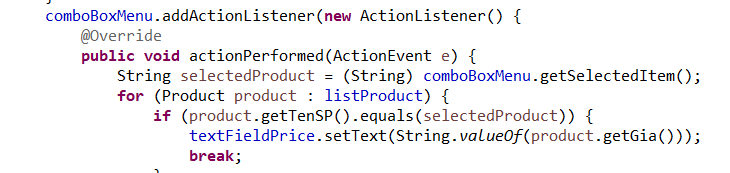 comboBoxMenu.addActionListener(new ActionListener() {
@Override
public void actionPerformed(ActionEvent e) {
String selectedProduct = (String) comboBoxMenu.getSelectedItem();
for (Product product : listProduct) {
if (product.getTenSP().equals(selectedProduct)) {
textFieldPrice.setText(String.valueOf(product.getGia()));
break;